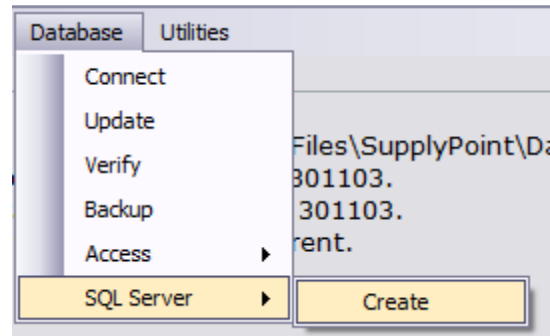 Database Utilities
Connect
Update
Files\SupplyPoint\Da
Verify
301103.
Backup
301103.
rent.
Access
SQL Server
Create